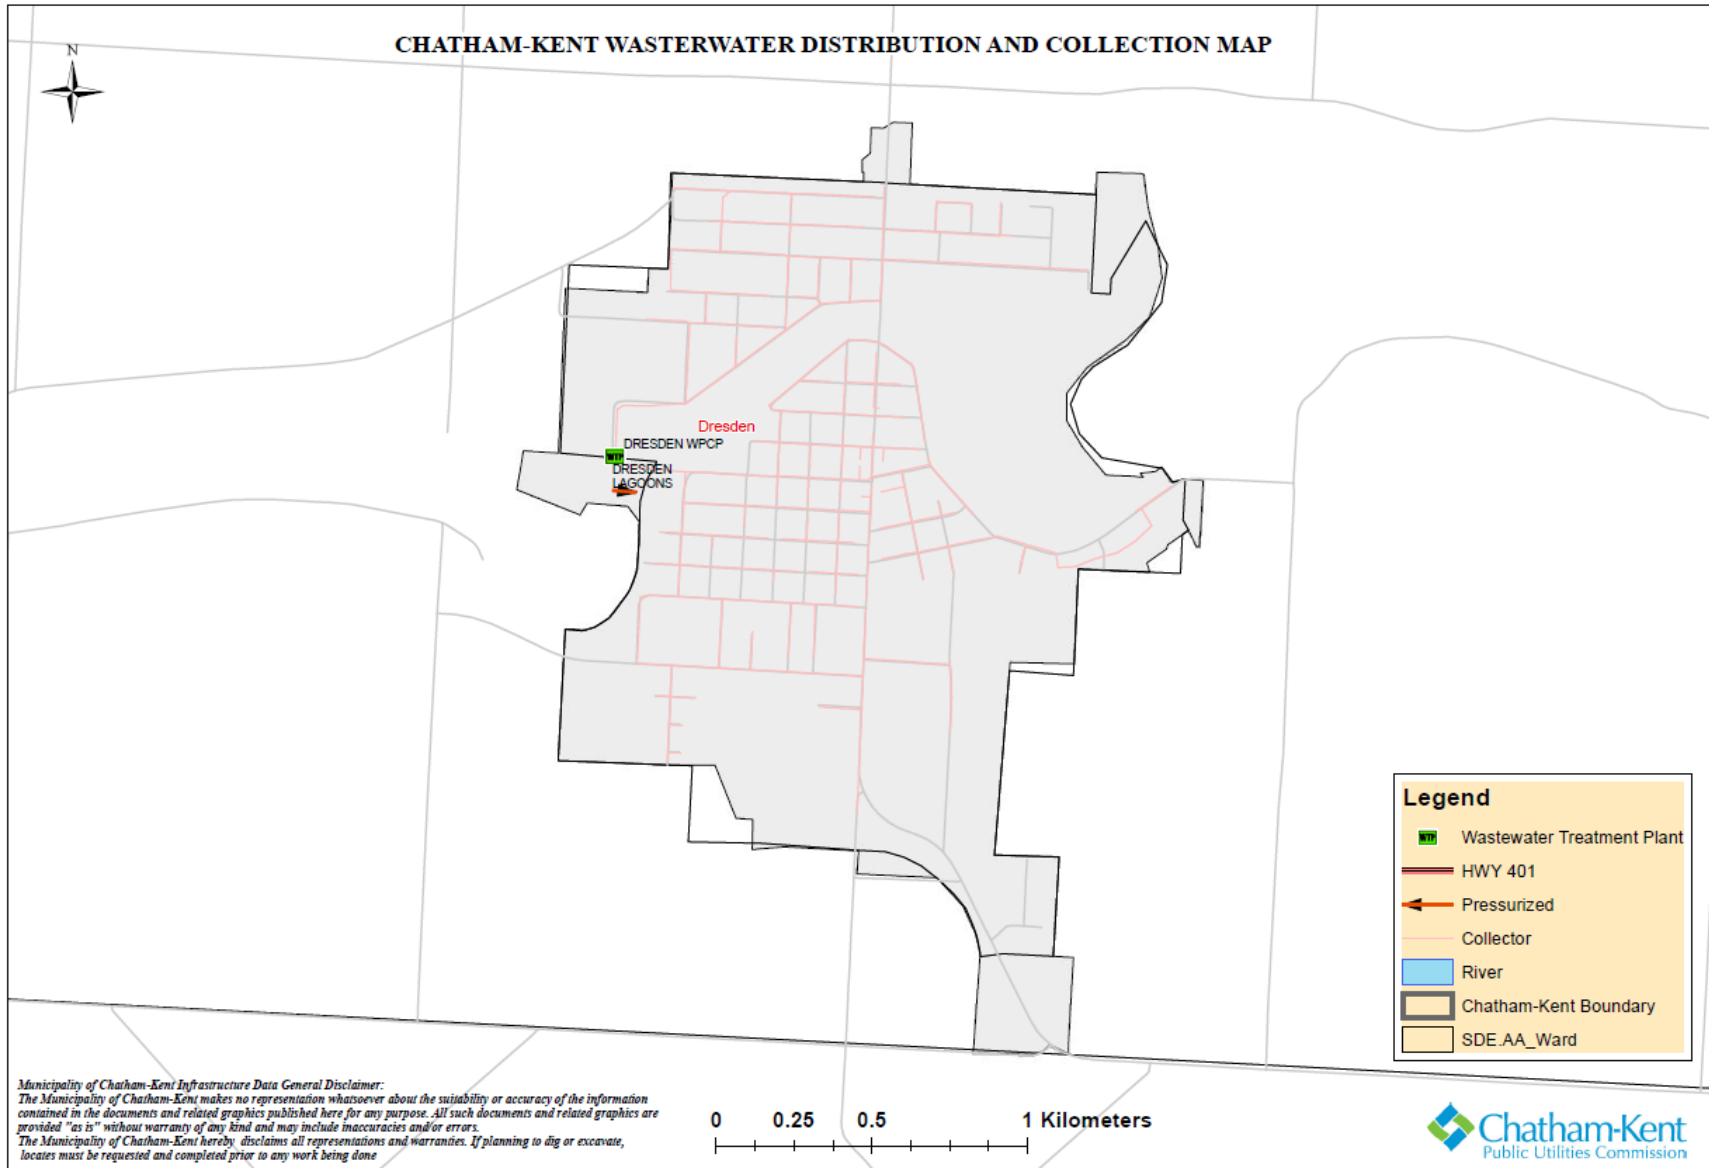 CHATHAM-KENT WASTERWATER DISTRIBUTION AND COLLECTION MAP
N
Dresden
DRESDEN WPCP
WTP
DRESDEN
LAGOONS
Legend
WTP Wastewater Treatment Plant
HWY 401
Pressurized
Collector
River
Chatham-Kent Boundary
SDE.AA_Ward
Municipality of Chatham-Kent Infrastructure Data General Disclaimer:
The Municipality of Chatham-Kent makes no representation whatsoever about the suitability or accuracy of the information
contained in the documents and related graphics published here for any purpose. All such documents and related graphics are
provided "as is" without warranty of any kind and may include inaccuracies and/or errors.
The Municipality of Chatham-Kent hereby disclaims all representations and warranties. If planning to dig or excavate,
locates must be requested and completed prior to any work being done
0 0.25 0.5 1 Kilometers
Chatham-Kent
Public Utilities Commission